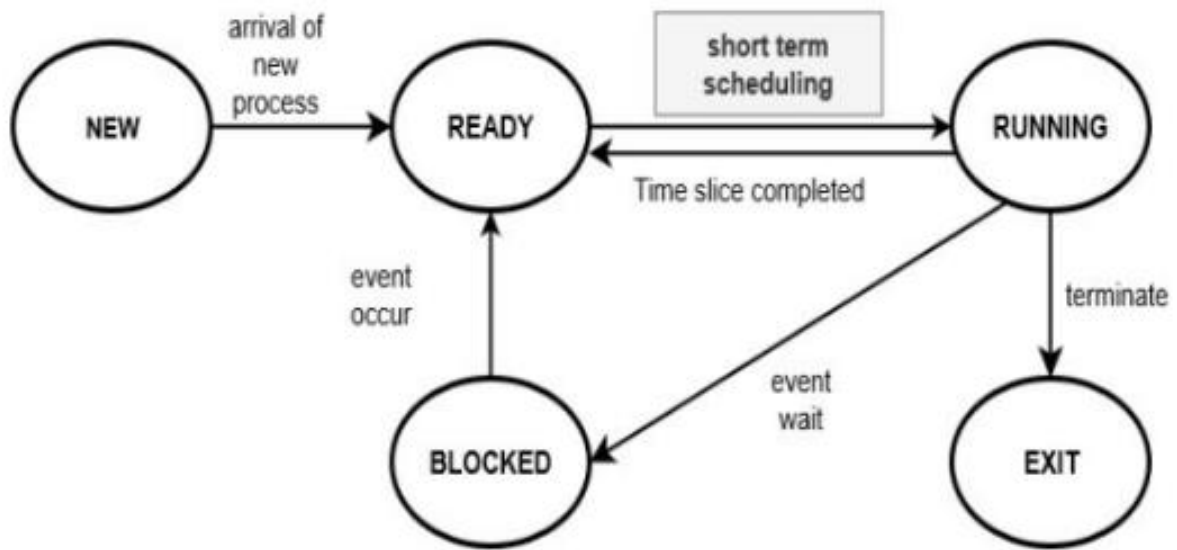 arrival of
new
process
short term
scheduling
NEW
READY
RUNNING
Time slice completed
event
occur
terminate
event
wait
BLOCKED
EXIT